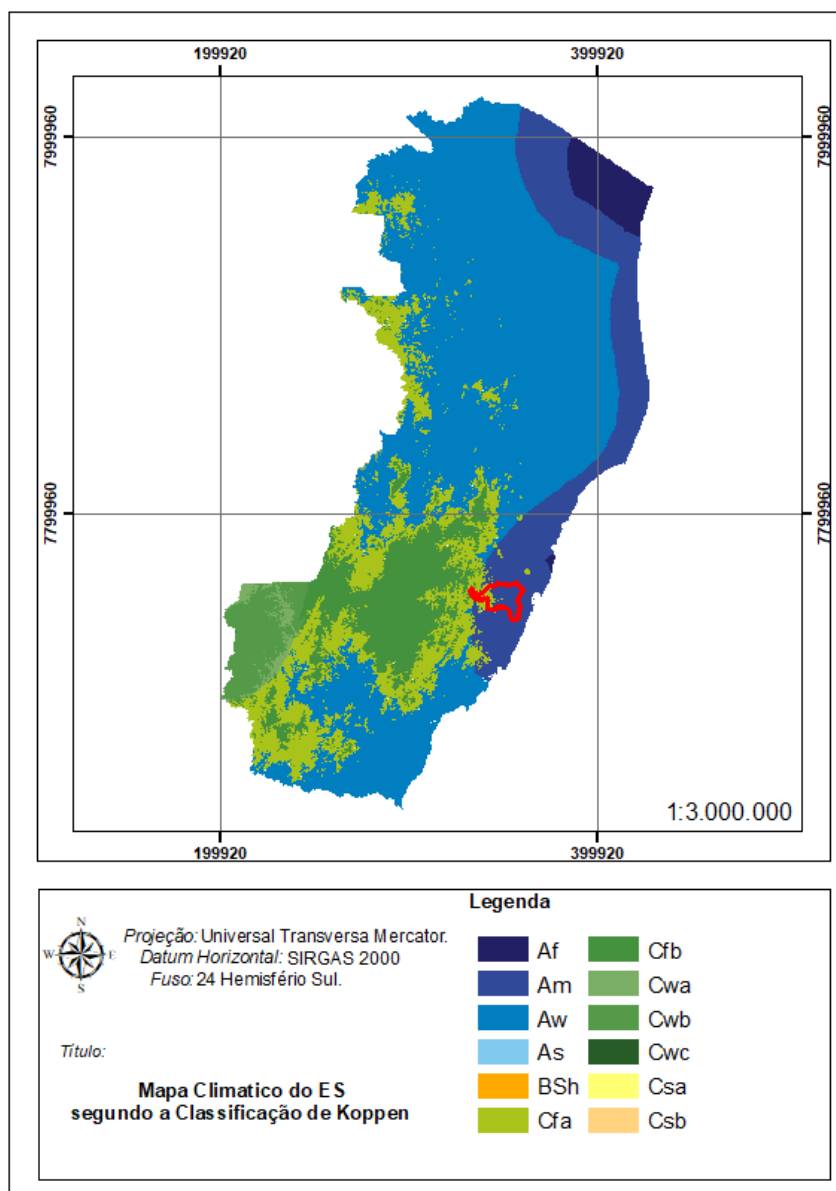 199920 399920
7999960 7999960
7799960 7799960
1:3.000.000
199920 399920
Legenda
N
W E
S
Projeção: Universal Transversa Mercator.
Datum Horizontal: SIRGAS 2000
Fuso: 24 Hemisfério Sul.
Título:
Mapa Climatico do ES
segundo a Classificação de Koppen
Af
Am
Aw
As
BSh
Cfa
Cfb
Cwa
Cwb
Cwc
Csa
Csb